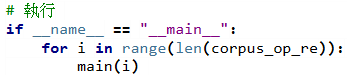 # 執行
if __name__ == "__main__":
    for i in range(len(corpus_op_re)):
        main(i)